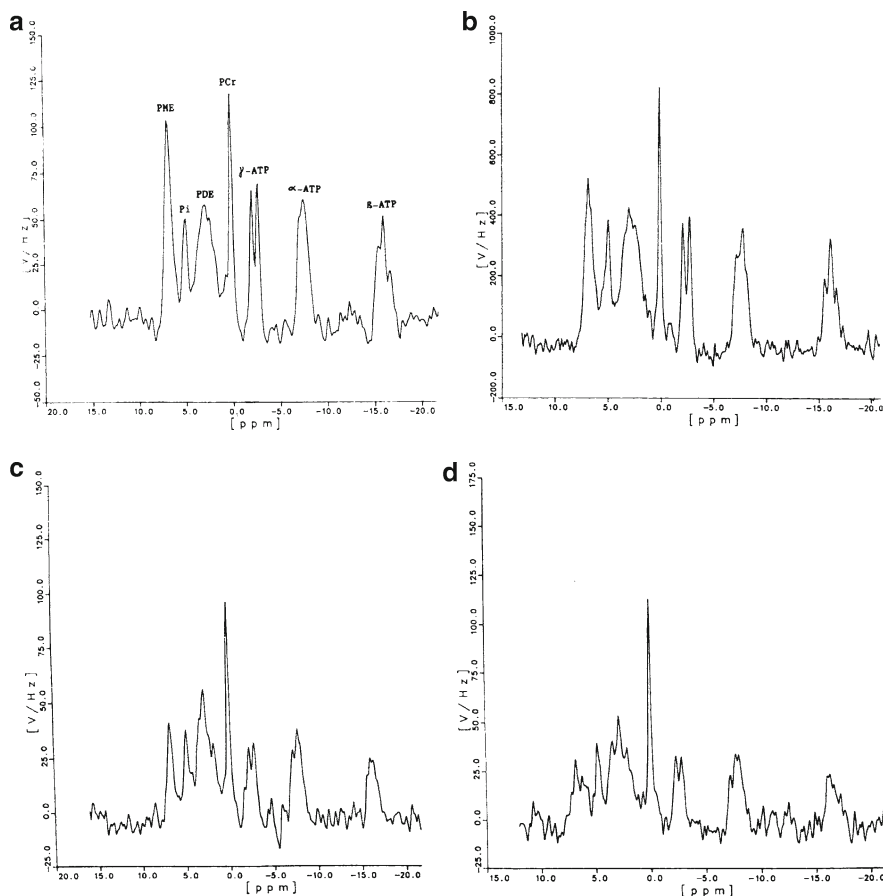 a
150.0
125.0
100.0
75.0
50.0
25.0
0.0
-25.0
-50.0
[V/Hz]
PME
Pi
PDE
PCr
γ-ATP
α-ATP
ß-ATP
20.0 15.0 10.0 5.0 0.0 -5.0 -10.0 -15.0 -20.0
[ppm]
b
1000.0
800.0
600.0
400.0
200.0
0.0
-200.0
[V/Hz]
15.0 10.0 5.0 0.0 -5.0 -10.0 -15.0 -20.0
[ppm]
c
150.0
125.0
100.0
75.0
50.0
25.0
0.0
-25.0
[V/Hz]
20.0 15.0 10.0 5.0 0.0 -5.0 -10.0 -15.0 -20.0
[ppm]
d
175.0
150.0
125.0
100.0
75.0
50.0
25.0
0.0
-25.0
[V/Hz]
15.0 10.0 5.0 0.0 -5.0 -10.0 -15.0 -20.0
[ppm]